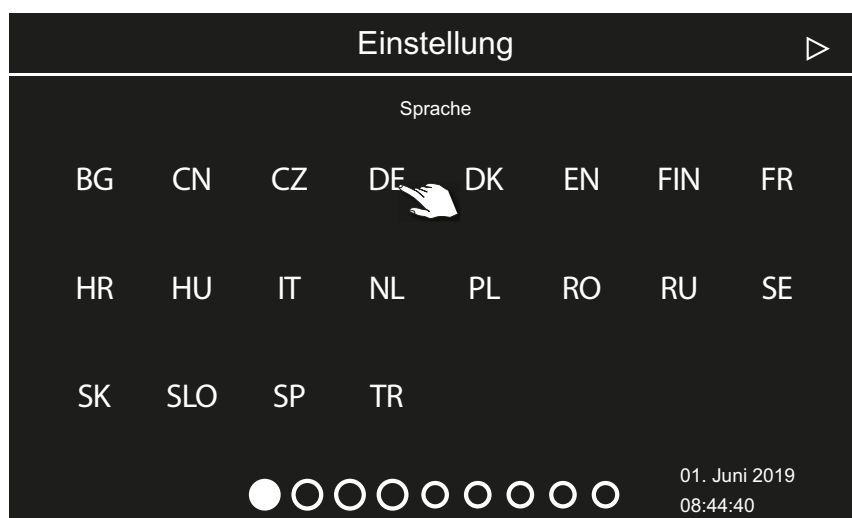 Einstellung
Sprache
BG CN CZ DE DK EN FIN FR
HR HU IT NL PL RO RU SE
SK SLO SP TR
01. Juni 2019
08:44:40